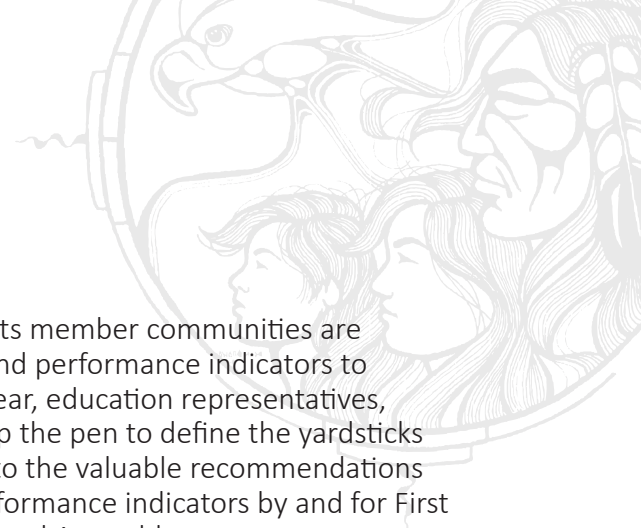 ts member communities are
nd performance indicators to
ear, education representatives,
p the pen to define the yardsticks
to the valuable recommendations
formance indicators by and for First